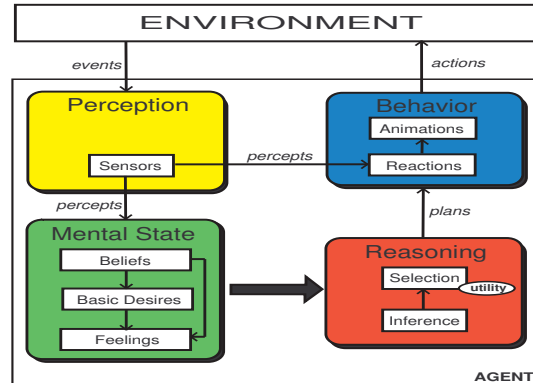 ENVIRONMENT
events
actions
Perception
Behavior
Animations
Sensors
percepts
Reactions
percepts
plans
Mental State
Reasoning
Beliefs
Selection
utility
Basic Desires
Inference
Feelings
AGENT